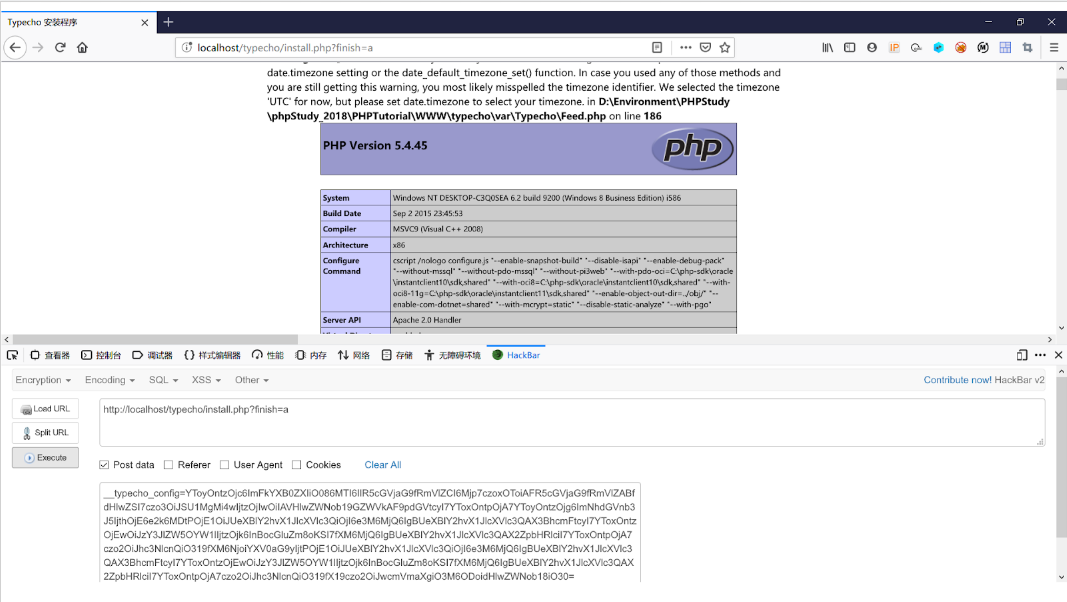 Typecho 安装程序
localhost/typecho/install.php?finish=a
date.timezone setting or the date_default_timezone_set() function. In case you used any of those methods and
you are still getting this warning, you most likely misspelled the timezone identifier. We selected the timezone
'UTC' for now, but please set date.timezone to select your timezone. in D:\Environment\PHPStudy
\phpStudy_2018\PHPTutorial\WWW\typecho\var\Typecho\Feed.php on line 186
PHP Version 5.4.45
php
System Windows NT DESKTOP-C3Q0SEA 6.2 build 9200 (Windows 8 Business Edition) i586
Build Date Sep 2 2015 23:45:53
Compiler MSVC9 (Visual C++ 2008)
Architecture x86
Configure Command cscript /nologo configure.js "--enable-snapshot-build" "--disable-isapi" "--enable-debug-pack"
"--without-mssql" "--without-pdo-mssql" "--without-pi3web" "--with-pdo-oci=C:\php-sdk\oracle
\instantclient10\sdk,shared" "--with-oci8=C:\php-sdk\oracle\instantclient10\sdk,shared" "--with-
oci8-11g=C:\php-sdk\oracle\instantclient11\sdk,shared" "--enable-object-out-dir=../obj/" "--
enable-com-dotnet=shared" "--with-mcrypt=static" "--disable-static-analyze" "--with-pgo"
Server API Apache 2.0 Handler
查看器 控制台 调试器 样式编辑器 性能 内存 网络 存储 无障碍环境 HackBar
Encryption Encoding SQL XSS Other Contribute now! HackBar v2
Load URL
Split URL
Execute
http://localhost/typecho/install.php?finish=a
Post data Referer User Agent Cookies Clear All